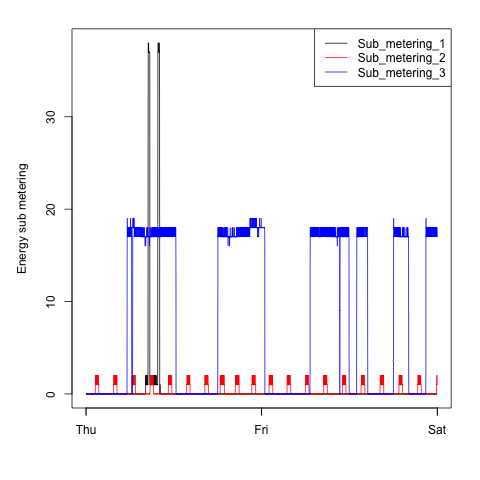 Sub_metering_1
Sub_metering_2
Sub_metering_3
Energy sub metering
30
20
10
0
Thu Fri Sat